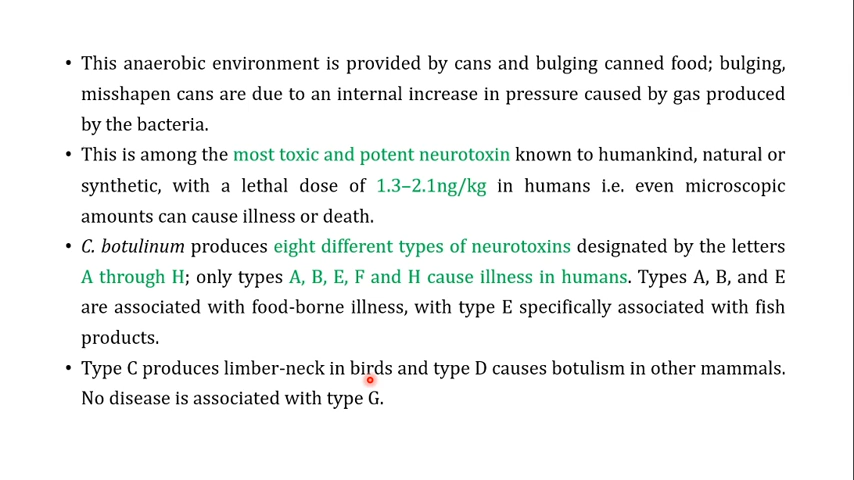 • This anaerobic environment is provided by cans and bulging canned food; bulging,
misshapen cans are due to an internal increase in pressure caused by gas produced
by the bacteria.
• This is among the most toxic and potent neurotoxin known to humankind, natural or
synthetic, with a lethal dose of 1.3–2.1ng/kg in humans i.e. even microscopic
amounts can cause illness or death.
• C. botulinum produces eight different types of neurotoxins designated by the letters
A through H; only types A, B, E, F and H cause illness in humans. Types A, B, and E
are associated with food-borne illness, with type E specifically associated with fish
products.
• Type C produces limber-neck in birds and type D causes botulism in other mammals.
No disease is associated with type G.